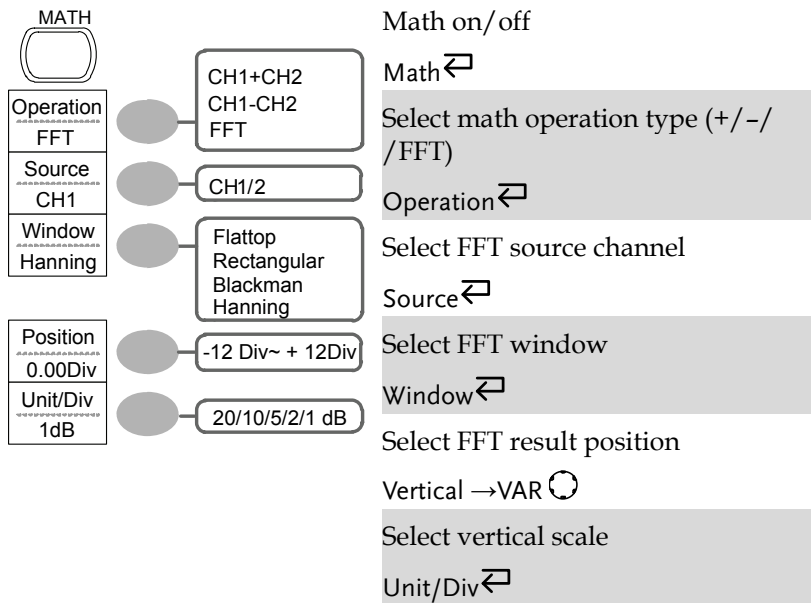 MATH
Operation
FFT
Source
CH1
Window
Hanning
Position
0.00Div
Unit/Div
1dB
CH1+CH2
CH1-CH2
FFT
CH1/2
Flattop
Rectangular
Blackman
Hanning
-12 Div~ + 12Div
20/10/5/2/1 dB
Math on/off
Math
Select math operation type (+/–/
/FFT)
Operation
Select FFT source channel
Source
Select FFT window
Window
Select FFT result position
Vertical →VAR
Select vertical scale
Unit/Div